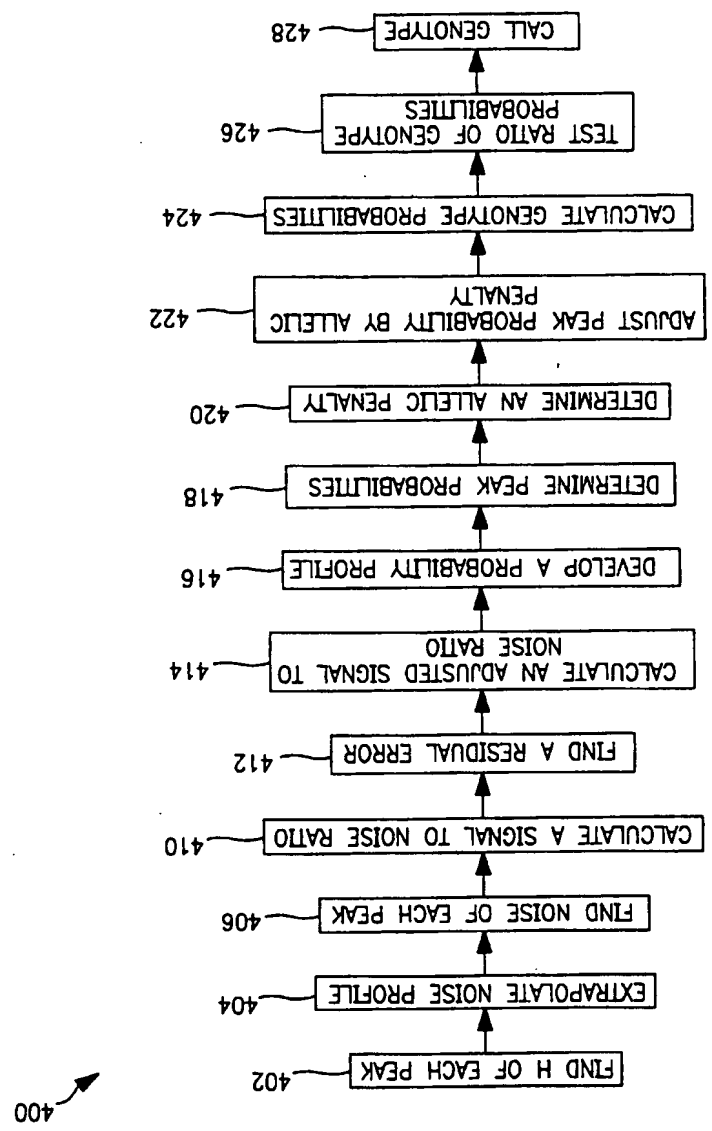 400
FIND H OF EACH PEAK
402
EXTRAPOLATE NOISE PROFILE
404
FIND NOISE OF EACH PEAK
406
CALCULATE A SIGNAL TO NOISE RATIO
410
FIND A RESIDUAL ERROR
412
CALCULATE AN ADJUSTED SIGNAL TO
NOISE RATIO
414
DEVELOP A PROBABILITY PROFILE
416
DETERMINE PEAK PROBABILITIES
418
DETERMINE AN ALLELIC PENALTY
420
ADJUST PEAK PROBABILITY BY ALLELIC
PENALTY
422
CALCULATE GENOTYPE PROBABILITIES
424
TEST RATIO OF GENOTYPE
PROBABILITIES
426
CALL GENOTYPE
428